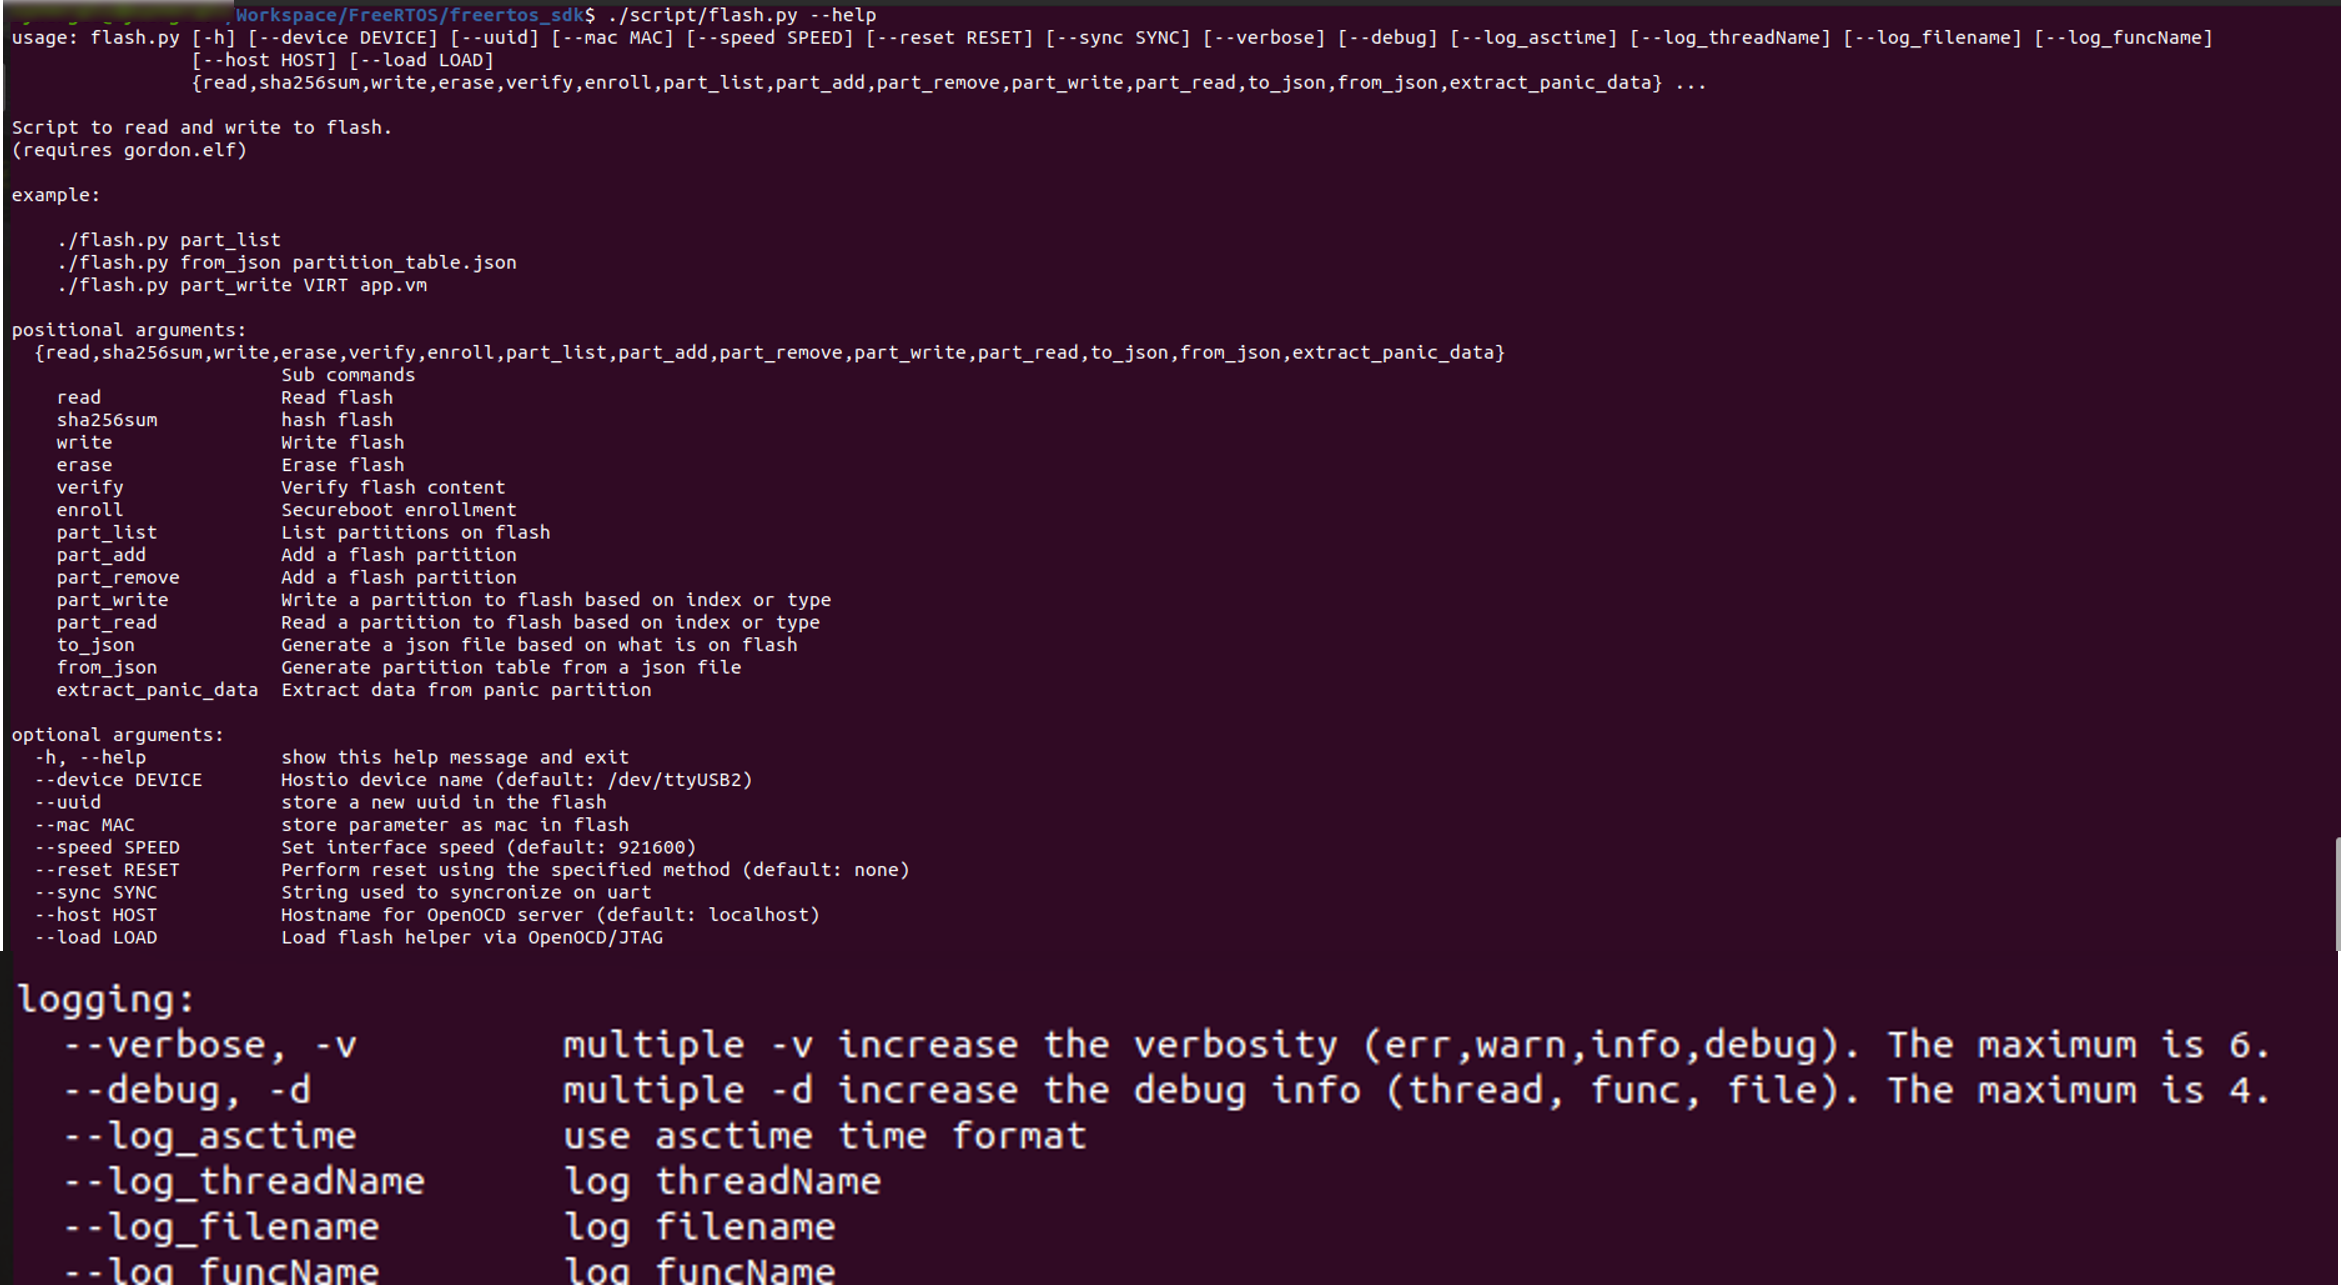 /Workspace/FreeRTOS/freertos_sdk$ ./script/flash.py --help
usage: flash.py [-h] [--device DEVICE] [--uuid] [--mac MAC] [--speed SPEED] [--reset RESET] [--sync SYNC] [--verbose] [--debug] [--log_asctime] [--log_threadName] [--log_filename] [--log_funcName]
[--host HOST] [--load LOAD]
{read,sha256sum,write,erase,verify,enroll,part_list,part_add,part_remove,part_write,part_read,to_json,from_json,extract_panic_data} ...
Script to read and write to flash.
(requires gordon.elf)
example:
./flash.py part_list
./flash.py from_json partition_table.json
./flash.py part_write VIRT app.vm
positional arguments:
{read,sha256sum,write,erase,verify,enroll,part_list,part_add,part_remove,part_write,part_read,to_json,from_json,extract_panic_data}
Sub commands
read Read flash
sha256sum hash flash
write Write flash
erase Erase flash
verify Verify flash content
enroll Secureboot enrollment
part_list List partitions on flash
part_add Add a flash partition
part_remove Add a flash partition
part_write Write a partition to flash based on index or type
part_read Read a partition to flash based on index or type
to_json Generate a json file based on what is on flash
from_json Generate partition table from a json file
extract_panic_data Extract data from panic partition
optional arguments:
-h, --help show this help message and exit
--device DEVICE Hostio device name (default: /dev/ttyUSB2)
--uuid store a new uuid in the flash
--mac MAC store parameter as mac in flash
--speed SPEED Set interface speed (default: 921600)
--reset RESET Perform reset using the specified method (default: none)
--sync SYNC String used to syncronize on uart
--host HOST Hostname for OpenOCD server (default: localhost)
--load LOAD Load flash helper via OpenOCD/JTAG
logging:
--verbose, -v multiple -v increase the verbosity (err,warn,info,debug). The maximum is 6.
--debug, -d multiple -d increase the debug info (thread, func, file). The maximum is 4.
--log_asctime use asctime time format
--log_threadName log threadName
--log_filename log filename
--log_funcName log funcName